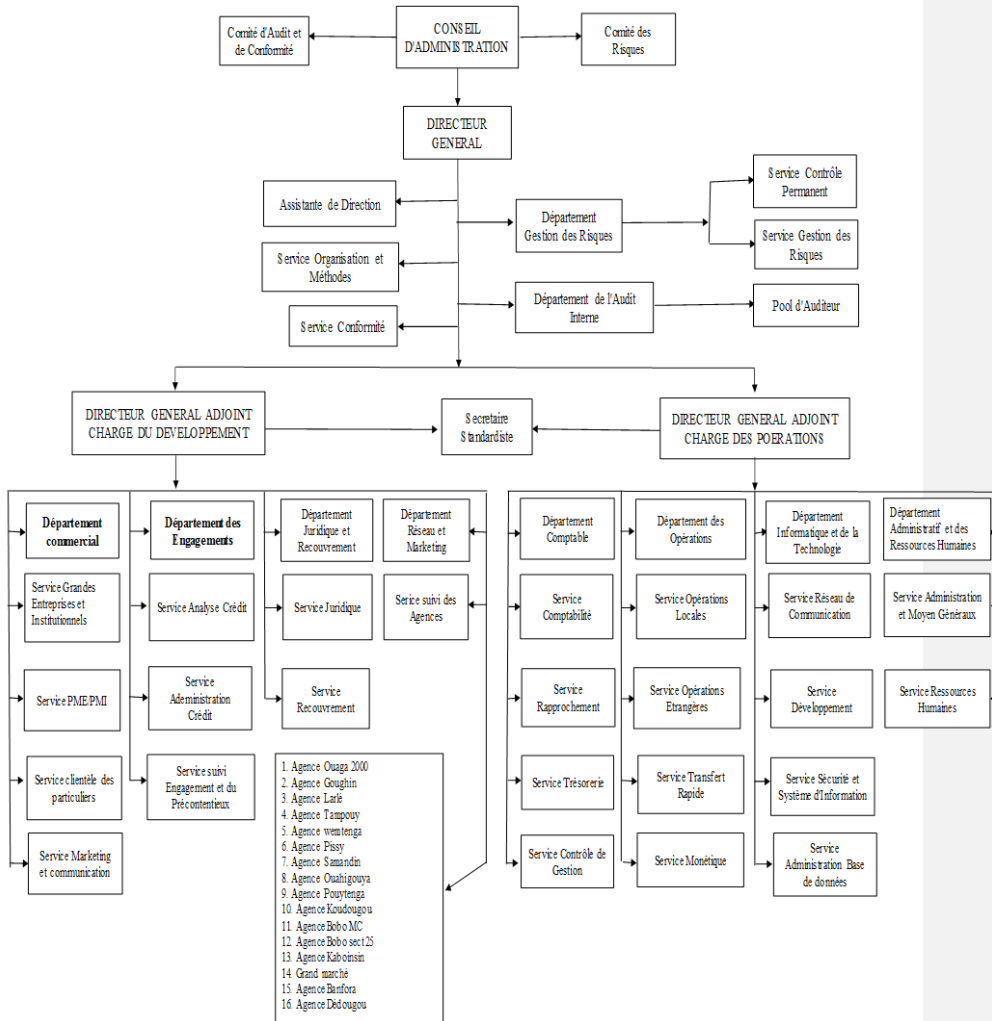 Comité d'Audit et
de Conformité
CONSEIL
D'ADMINISTRATION
Comité des
Risques
DIRECTEUR
GENERAL
Assistante de Direction
Service Organisation et
Méthodes
Service Conformité
Département
Gestion des Risques
Service Contrôle
Permanent
Service Gestion des
Risques
Département de l'Audit
Interne
Pool d'Auditeur
DIRECTEUR GENERAL ADJOINT
CHARGE DU DEVELOPPEMENT
Secretaire
Standardiste
DIRECTEUR GENERAL ADJOINT
CHARGE DES POERATIONS
Département
commercial
Service Grandes
Entreprises et
Institutionnels
Service PME/PMI
Service clientèle des
particuliers
Service Marketing
et communication
Département des
Engagements
Service Analyse Crédit
Service
Adeministration
Crédit
Service suivi
Engagement et du
Précontentieux
Département
Juridique et
Recouvrement
Service Juridique
Service
Recouvrement
Département
Réseau et
Marketing
Serice suivi des
Agences
1. Agence Ouaga 2000
2. Agence Goughin
3. Agence Larlé
4. Agence Tampouy
5. Agence wemtenga
6. Agence Pissy
7. Agence Samandin
8. Agence Ouahigouya
9. Agence Pouytenga
10. Agence Koudougou
11. Agence Bobo MC
12. Agence Bobo sect 25
13. Agence Kaboinsin
14. Grand marché
15. Agence Banfora
16. Agence Dédougou
Département
Comptable
Service
Comptabilité
Service
Rapprochement
Service Trésorerie
Service Contrôle de
Gestion
Département des
Opérations
Service Opérations
Locales
Service Opérations
Etrangères
Service Transfert
Rapide
Service Monétique
Département
Informatique et de la
Technologie
Service Réseau de
Communication
Service
Développement
Service Sécurité et
Système d'Information
Service
Administration Base
de données
Département
Administratif et des
Ressources Humaines
Service Administration
et Moyen Généraux
Service Ressources
Humaines